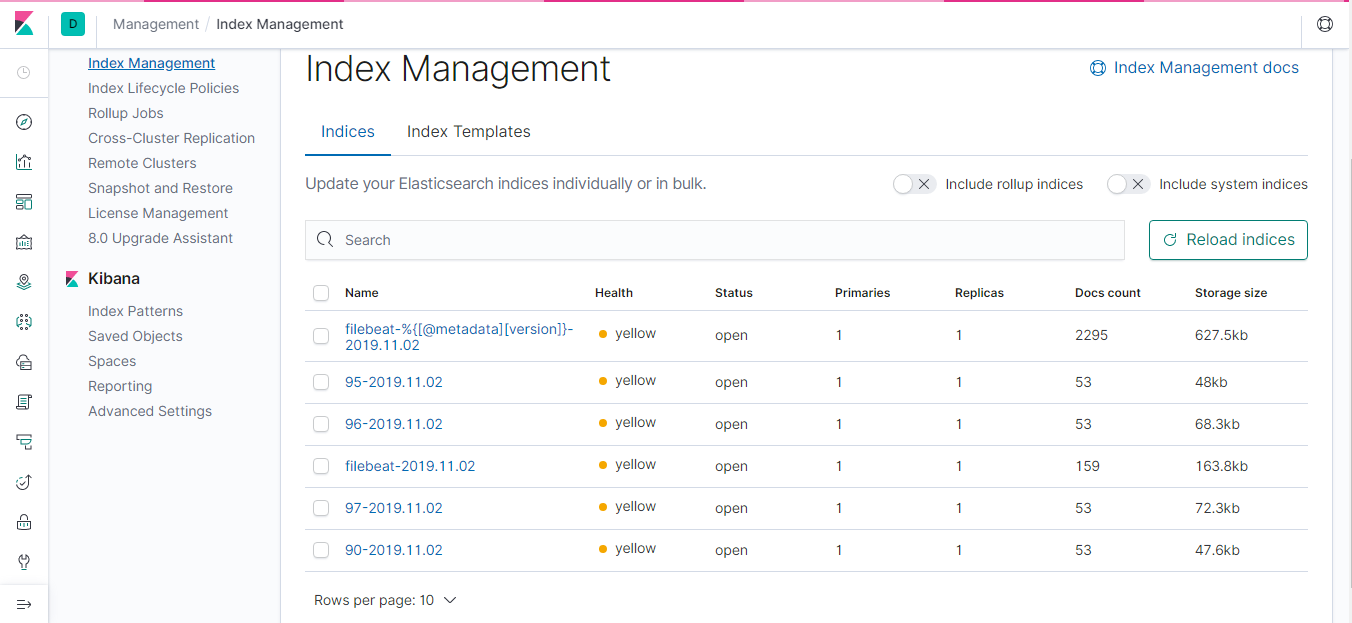 D Management / Index Management
Index Management
Index Lifecycle Policies
Rollup Jobs
Cross-Cluster Replication
Remote Clusters
Snapshot and Restore
License Management
8.0 Upgrade Assistant
Kibana
Index Patterns
Saved Objects
Spaces
Reporting
Advanced Settings
Index Management
Index Management docs
Indices Index Templates
Update your Elasticsearch indices individually or in bulk.
Include rollup indices Include system indices
Search Reload indices
Name Health Status Primaries Replicas Docs count Storage size
filebeat-%{[@metadata][version]}-
2019.11.02 yellow open 1 1 2295 627.5kb
95-2019.11.02 yellow open 1 1 53 48kb
96-2019.11.02 yellow open 1 1 53 68.3kb
filebeat-2019.11.02 yellow open 1 1 159 163.8kb
97-2019.11.02 yellow open 1 1 53 72.3kb
90-2019.11.02 yellow open 1 1 53 47.6kb
Rows per page: 10